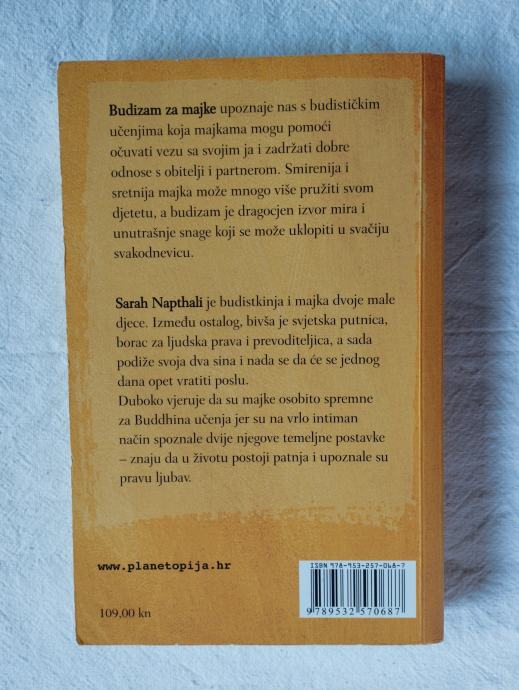 Budizam za majke upoznaje nas s budističkim
učenjima koja majkama mogu pomoći
očuvati vezu sa svojim ja i zadržati dobre
odnose s obitelji i partnerom. Smirenija i
sretnija majka može mnogo više pružiti svom
djetetu, a budizam je dragocjen izvor mira i
unutrašnje snage koji se može uklopiti u svačiju
svakodnevicu.
Sarah Napthali je budistkinja i majka dvoje male
djece. Između ostalog, bivša je svjetska putnica,
borac za ljudska prava i prevoditeljica, a sada
podiže svoja dva sina i nada se da će se jednog
dana opet vratiti poslu.
Duboko vjeruje da su majke osobito spremne
za Buddhina učenja jer su na vrlo intiman
način spoznale dvije njegove temeljne postavke
– znaju da u životu postoji patnja i upoznale su
pravu ljubav.
www.planetopija.hr
ISBN 978-953-257-068-7
9 789532 570687
109,00 kn